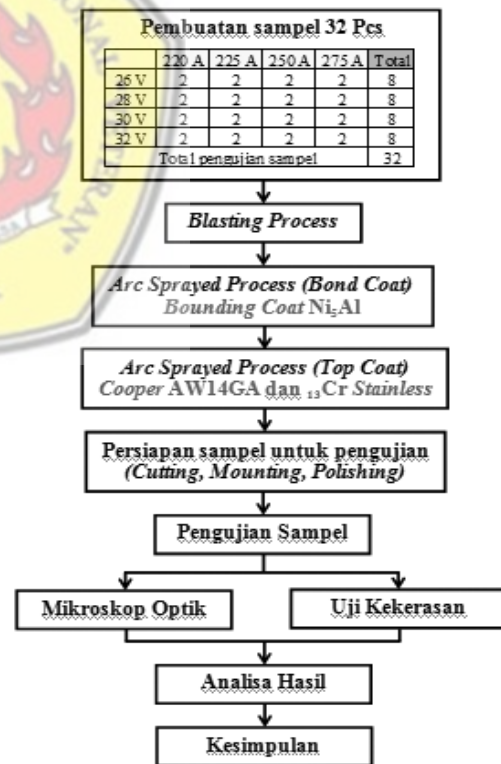 Pembuatan sampel 32 Pcs
220 A 225 A 250 A 275 A Total
26 V 2 2 2 2 8
28 V 2 2 2 2 8
30 V 2 2 2 2 8
32 V 2 2 2 2 8
Total pengujian sampel 32
Blasting Process
Arc Sprayed Process (Bond Coat)
Bounding Coat Ni₅Al
Arc Sprayed Process (Top Coat)
Cooper AW14GA dan ₁₃Cr Stainless
Persiapan sampel untuk pengujian
(Cutting, Mounting, Polishing)
Pengujian Sampel
Mikroskop Optik Uji Kekerasan
Analisa Hasil
Kesimpulan